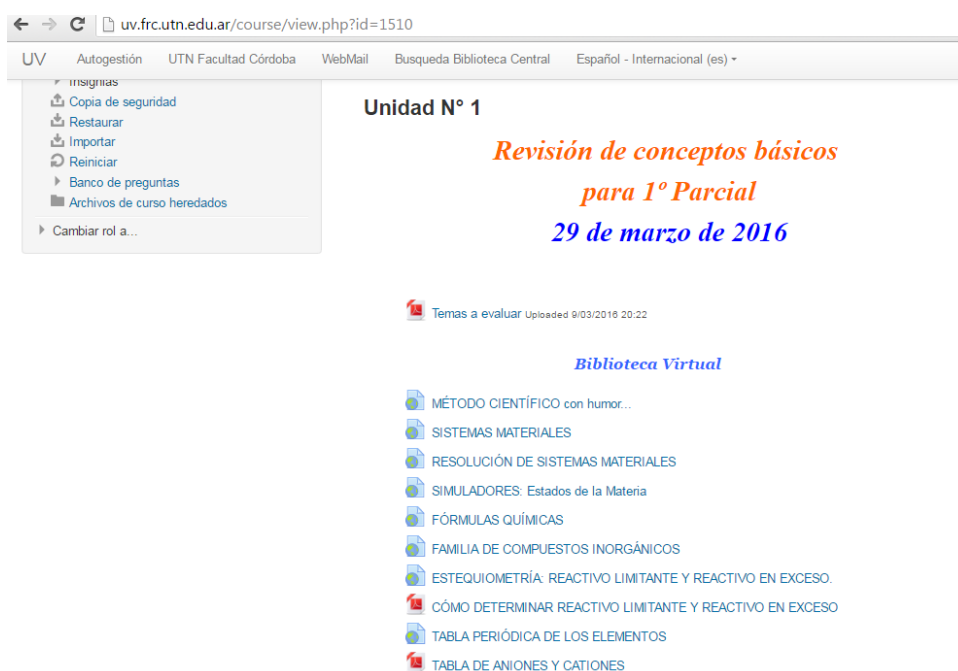 uv.frc.utn.edu.ar/course/view.php?id=1510
UV Autogestión UTN Facultad Córdoba WebMail Busqueda Biblioteca Central Español - Internacional (es)
Insignias
Copia de seguridad
Restaurar
Importar
Reiniciar
Banco de preguntas
Archivos de curso heredados
Cambiar rol a...
Unidad N° 1
Revisión de conceptos básicos
para 1º Parcial
29 de marzo de 2016
Temas a evaluar Uploaded 9/03/2016 20:22
Biblioteca Virtual
MÉTODO CIENTÍFICO con humor...
SISTEMAS MATERIALES
RESOLUCIÓN DE SISTEMAS MATERIALES
SIMULADORES: Estados de la Materia
FÓRMULAS QUÍMICAS
FAMILIA DE COMPUESTOS INORGÁNICOS
ESTEQUIOMETRÍA: REACTIVO LIMITANTE Y REACTIVO EN EXCESO.
CÓMO DETERMINAR REACTIVO LIMITANTE Y REACTIVO EN EXCESO
TABLA PERIÓDICA DE LOS ELEMENTOS
TABLA DE ANIONES Y CATIONES